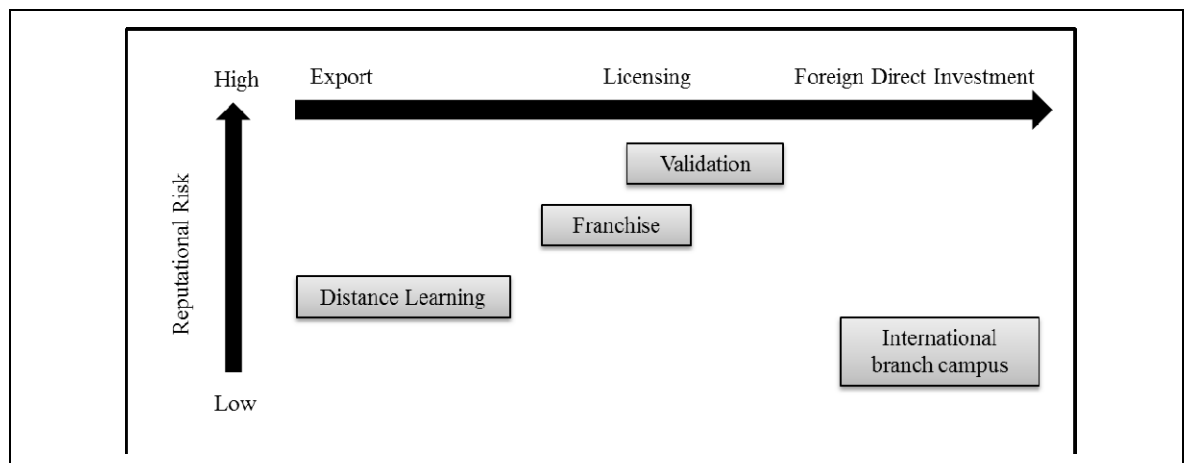 High
Export
Licensing
Foreign Direct Investment
Validation
Franchise
Reputational Risk
Distance Learning
International
branch campus
Low